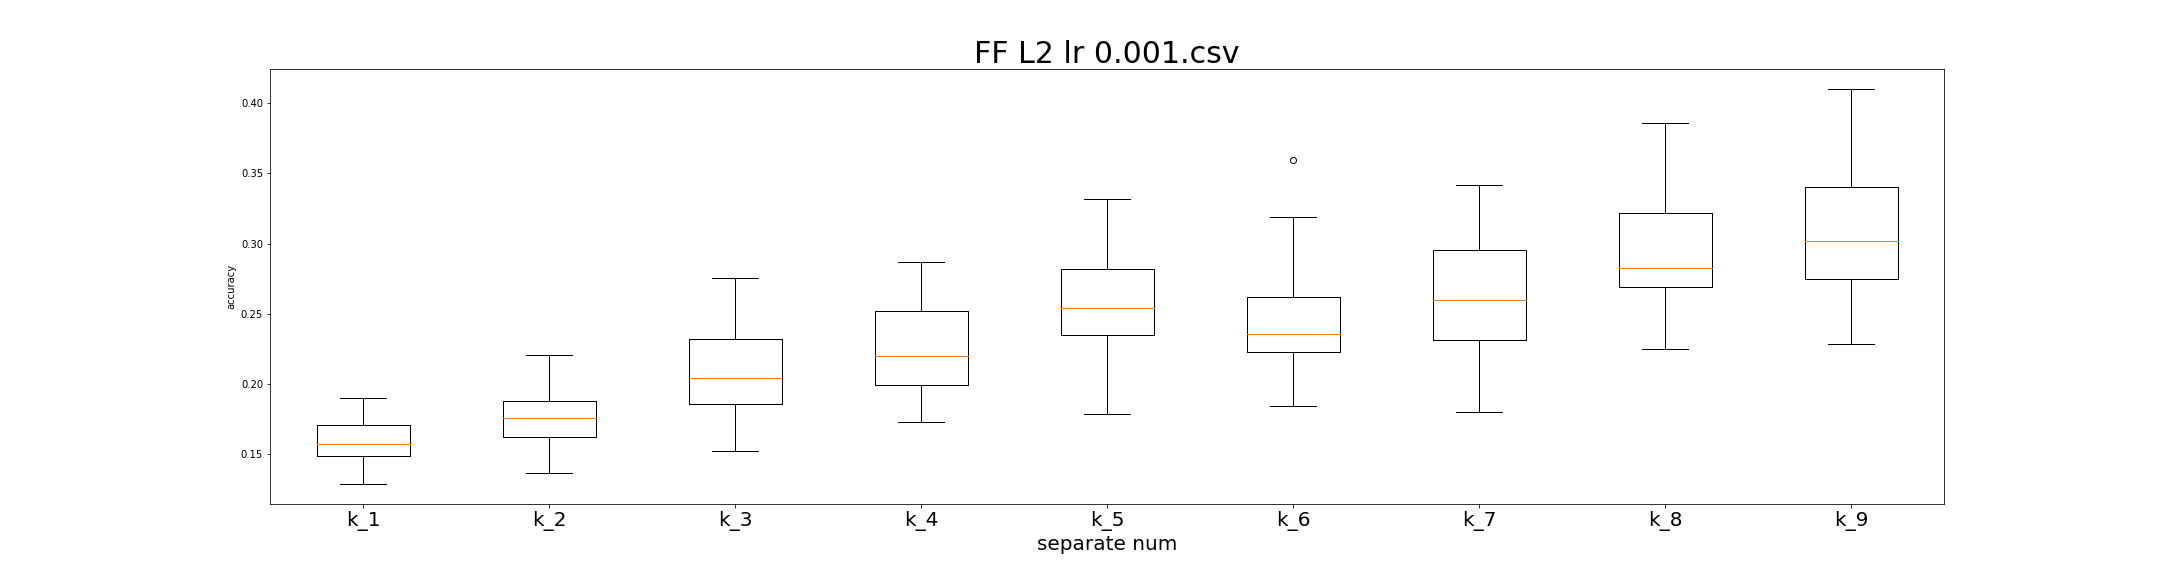 FF L2 lr 0.001.csv
0.40
0.35
0.30
0.25
0.20
0.15
accuracy
k_1 k_2 k_3 k_4 k_5 k_6 k_7 k_8 k_9
separate num